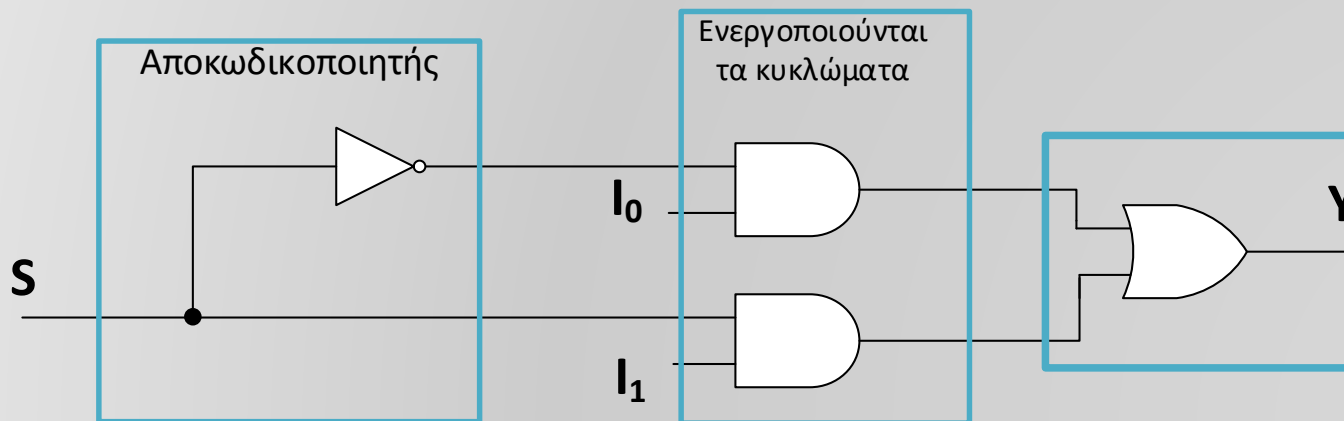 Αποκωδικοποιητής
Ενεργοποιούνται
τα κυκλώματα
I₀
Y
S
I₁